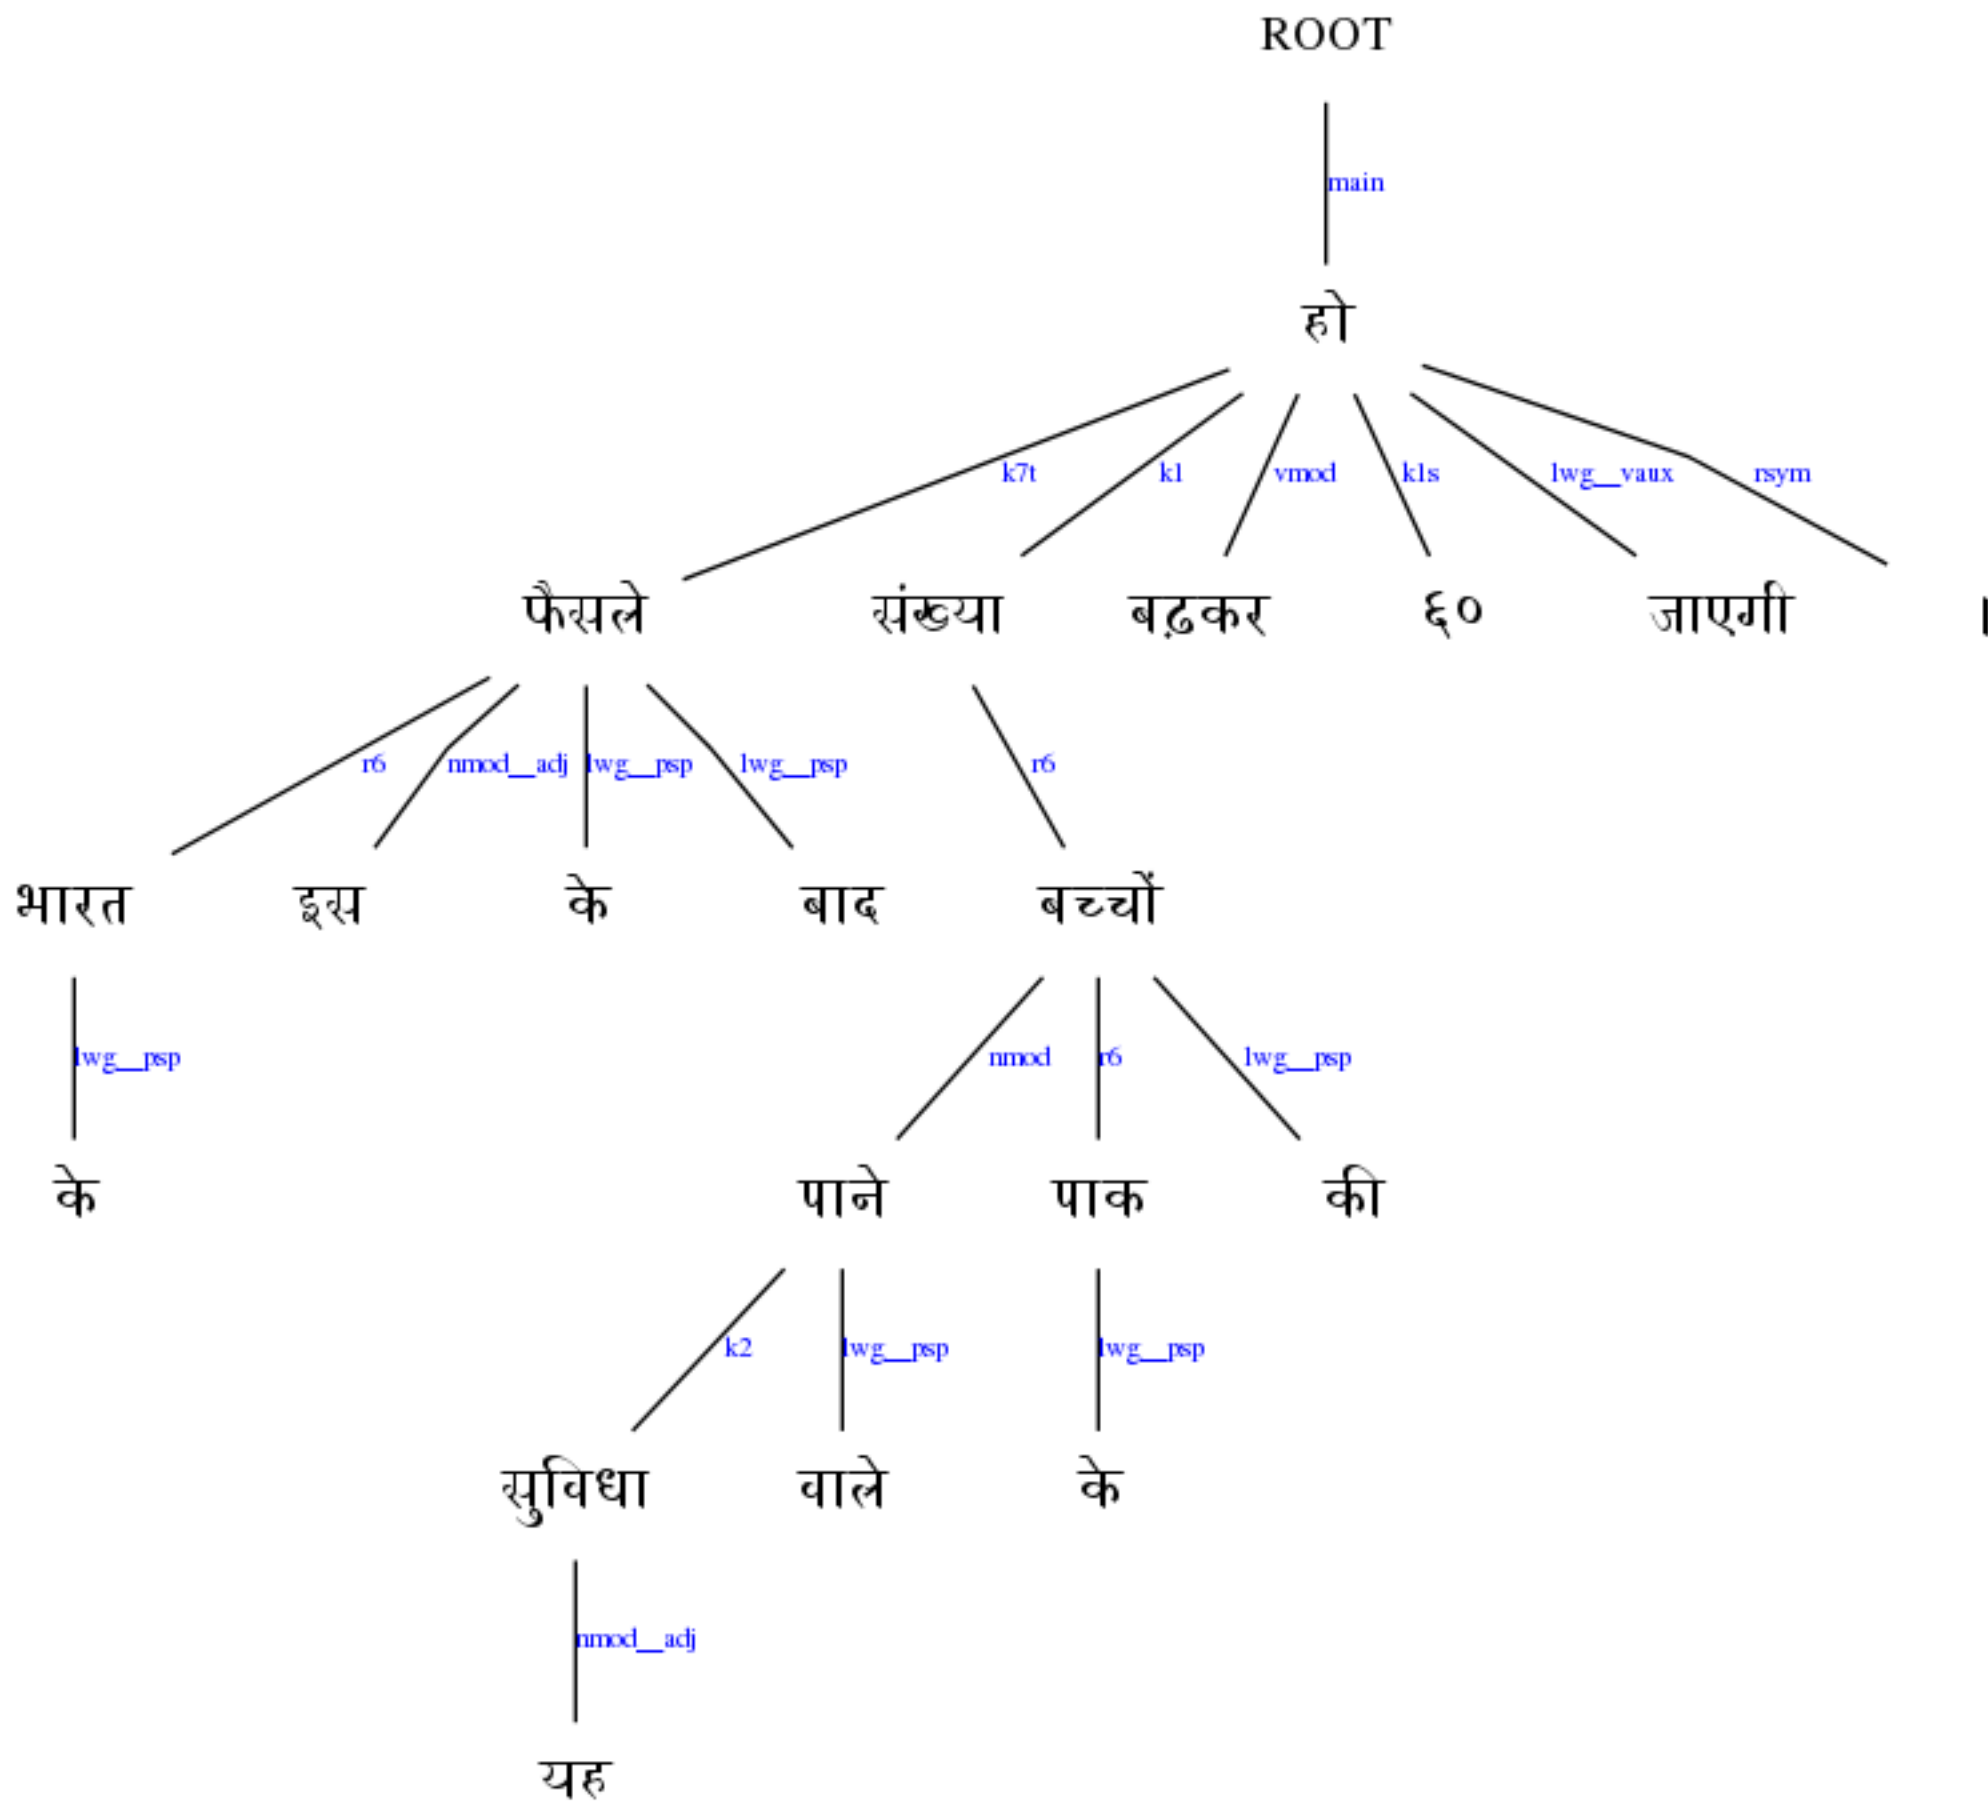 ROOT
main
हो
k7t k1 vmod k1s lwg__vaux rsym
फैसले संख्या बढ़कर ६० जाएगी ।
r6 nmod__adj lwg__psp lwg__psp r6
भारत इस के बाद बच्चों
lwg__psp nmod r6 lwg__psp
के पाने पाक की
k2 lwg__psp lwg__psp
सुविधा वाले के
nmod__adj
यह